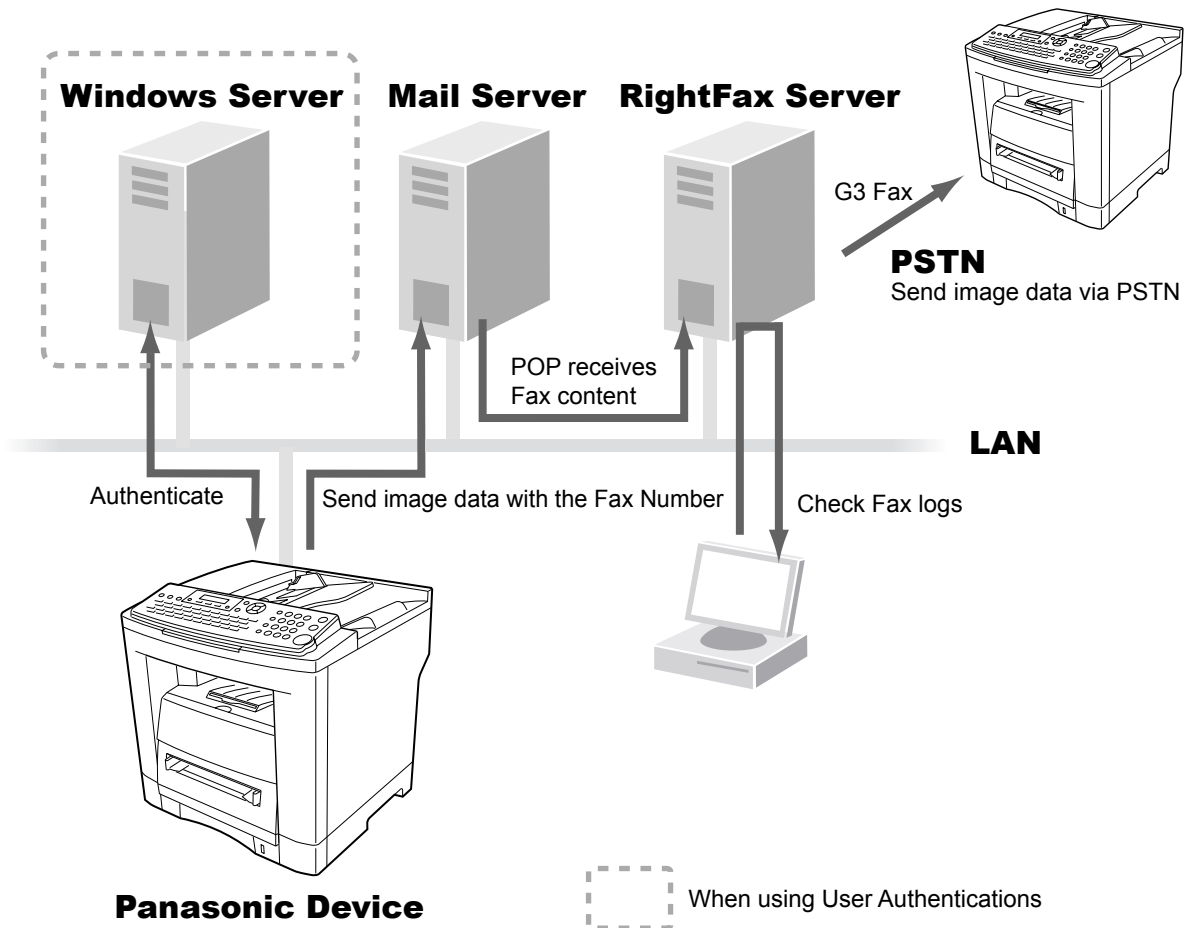 Windows Server
Mail Server
RightFax Server
G3 Fax
PSTN
Send image data via PSTN
POP receives
Fax content
LAN
Authenticate
Send image data with the Fax Number
Check Fax logs
Panasonic Device
When using User Authentications